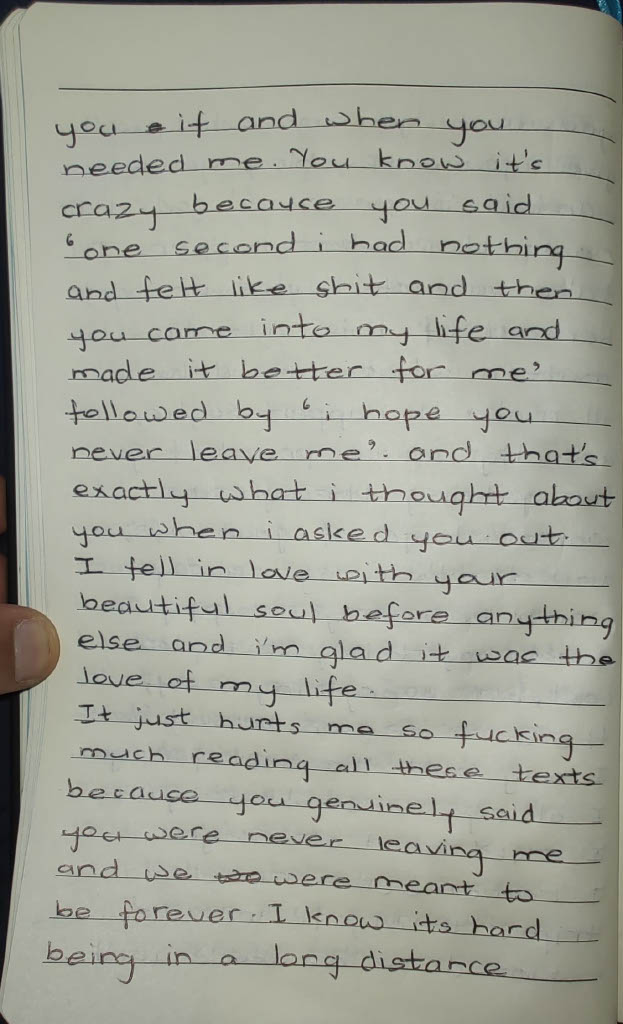 you if and when you
needed me. You know it's
crazy because you said
‘one second i had nothing
and felt like shit and then
you came into my life and
made it better for me’
followed by ‘i hope you
never leave me’. and that's
exactly what i thought about
you when i asked you out.
I fell in love with your
beautiful soul before anything
else and i'm glad it was the
love of my life.
It just hurts me so fucking
much reading all these texts
because you genuinely said
you were never leaving me
and we were meant to
be forever. I know its hard
being in a long distance